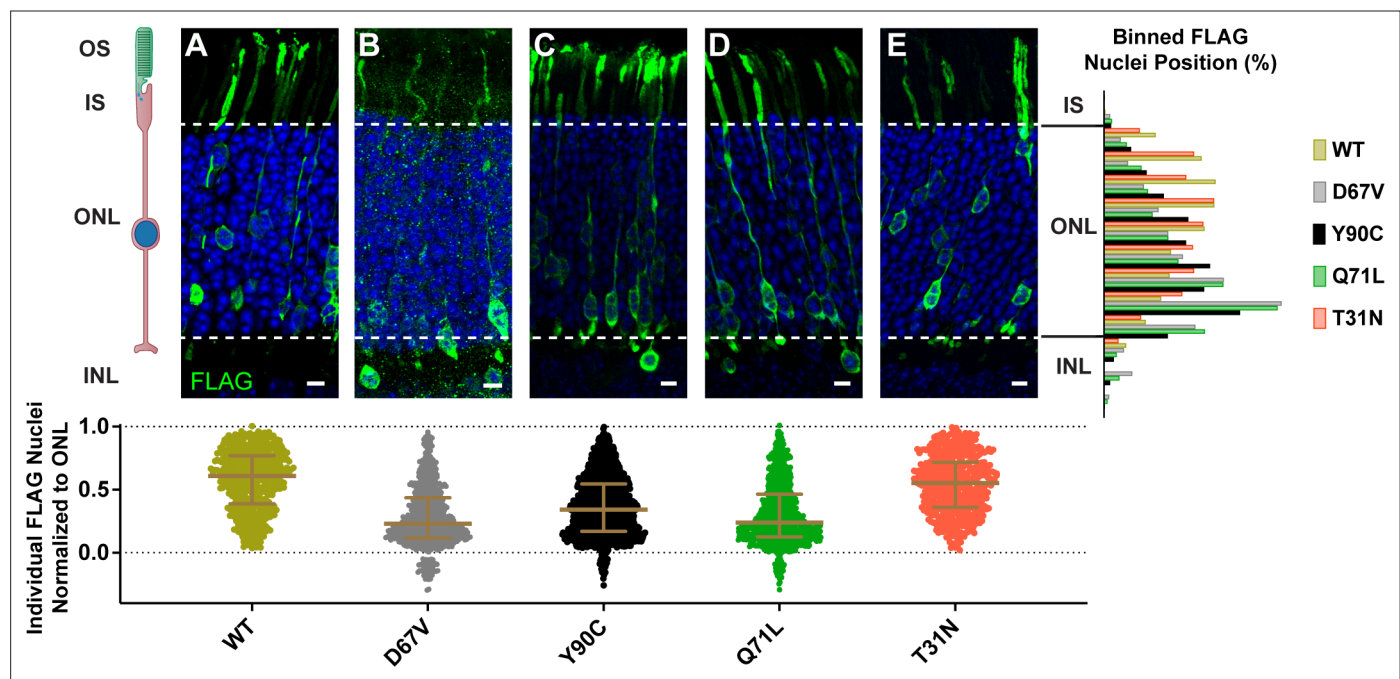 OS
IS
ONL
INL
A
B
C
D
E
FLAG
Binned FLAG
Nuclei Position (%)
IS
ONL
INL
WT
D67V
Y90C
Q71L
T31N
Individual FLAG Nuclei
Normalized to ONL
1.0
0.5
0.0
WT
D67V
Y90C
Q71L
T31N